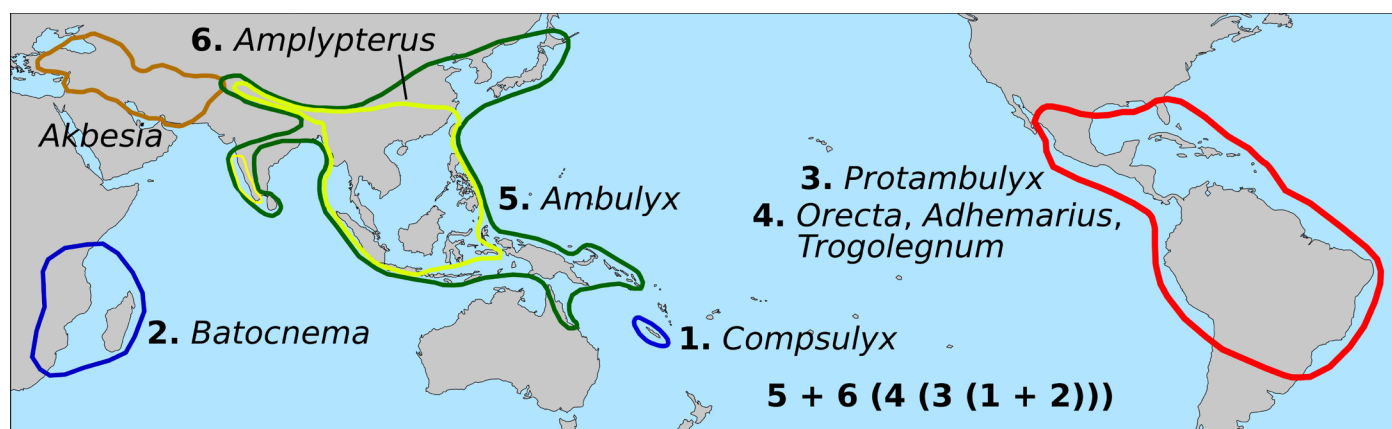 6. Amplypterus
Akbesia
3. Protambulyx
5. Ambulyx
4. Orecta, Adhemarius,
Trogolegnum
2. Batocnema
1. Compsulyx
5 + 6 (4 (3 (1 + 2)))